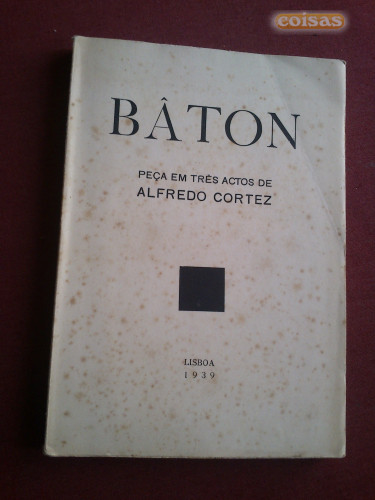 coisas
BÂTON
PEÇA EM TRÊS ACTOS DE
ALFREDO CORTEZ
LISBOA
1939